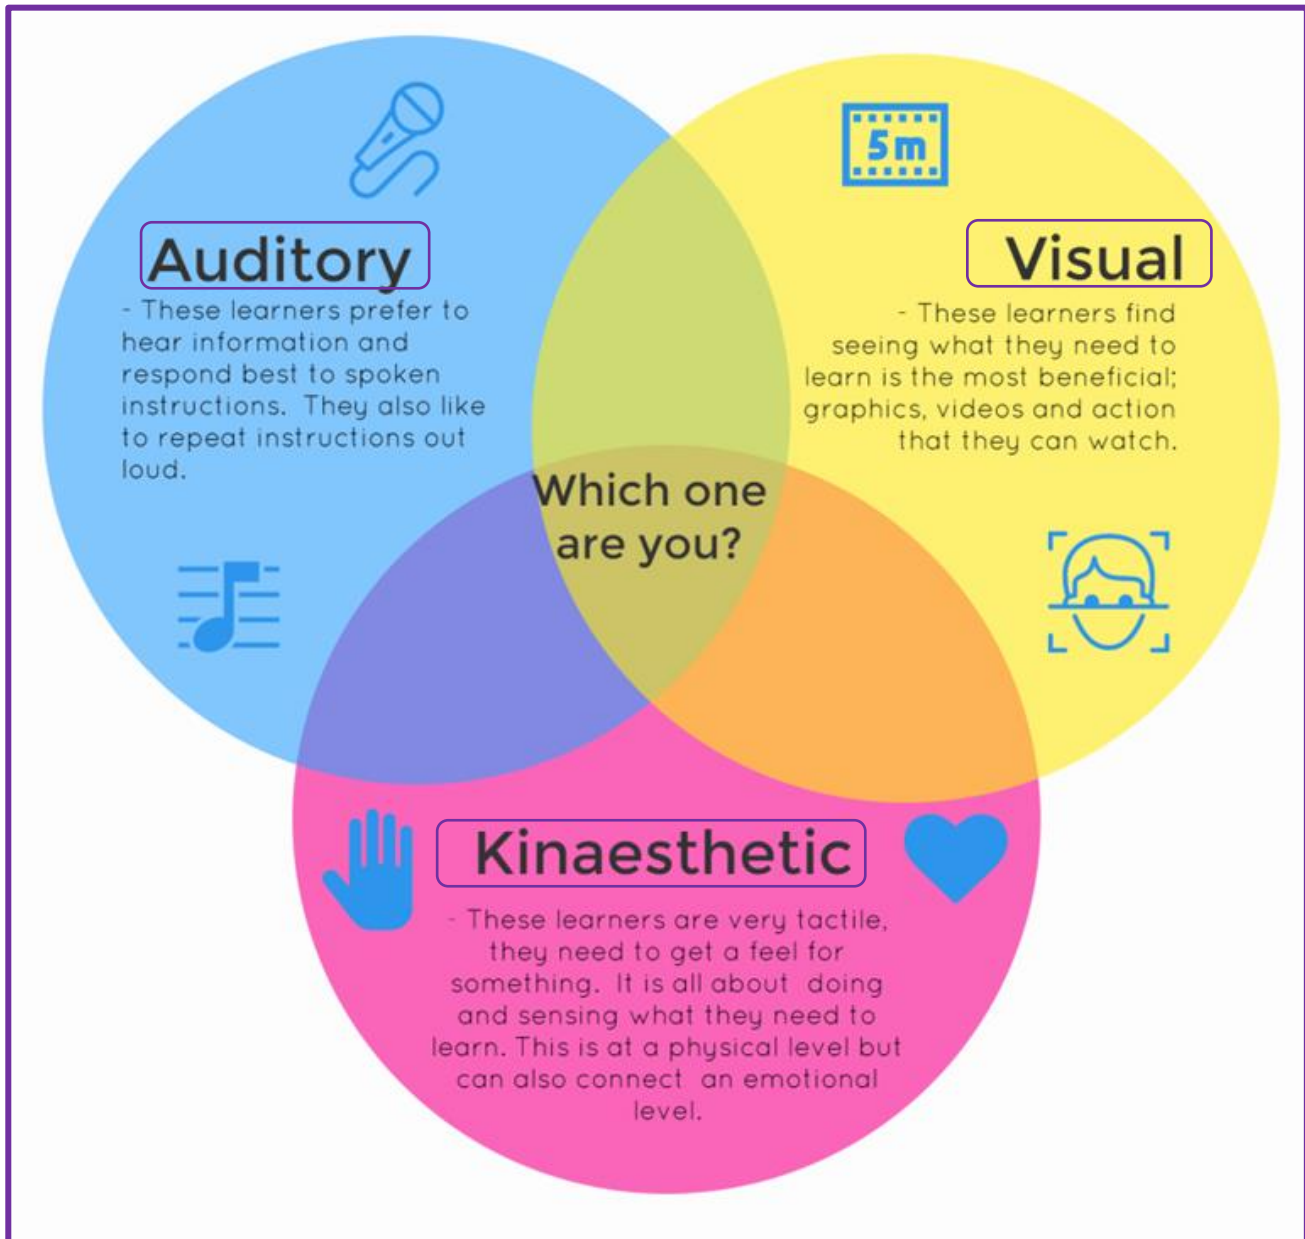 5m
Auditory
- These learners prefer to
hear information and
respond best to spoken
instructions. They also like
to repeat instructions out
loud.
Visual
- These learners find
seeing what they need to
learn is the most beneficial;
graphics, videos and action
that they can watch.
Which one
are you?
Kinaesthetic
- These learners are very tactile,
they need to get a feel for
something. It is all about doing
and sensing what they need to
learn. This is at a physical level but
can also connect an emotional
level.